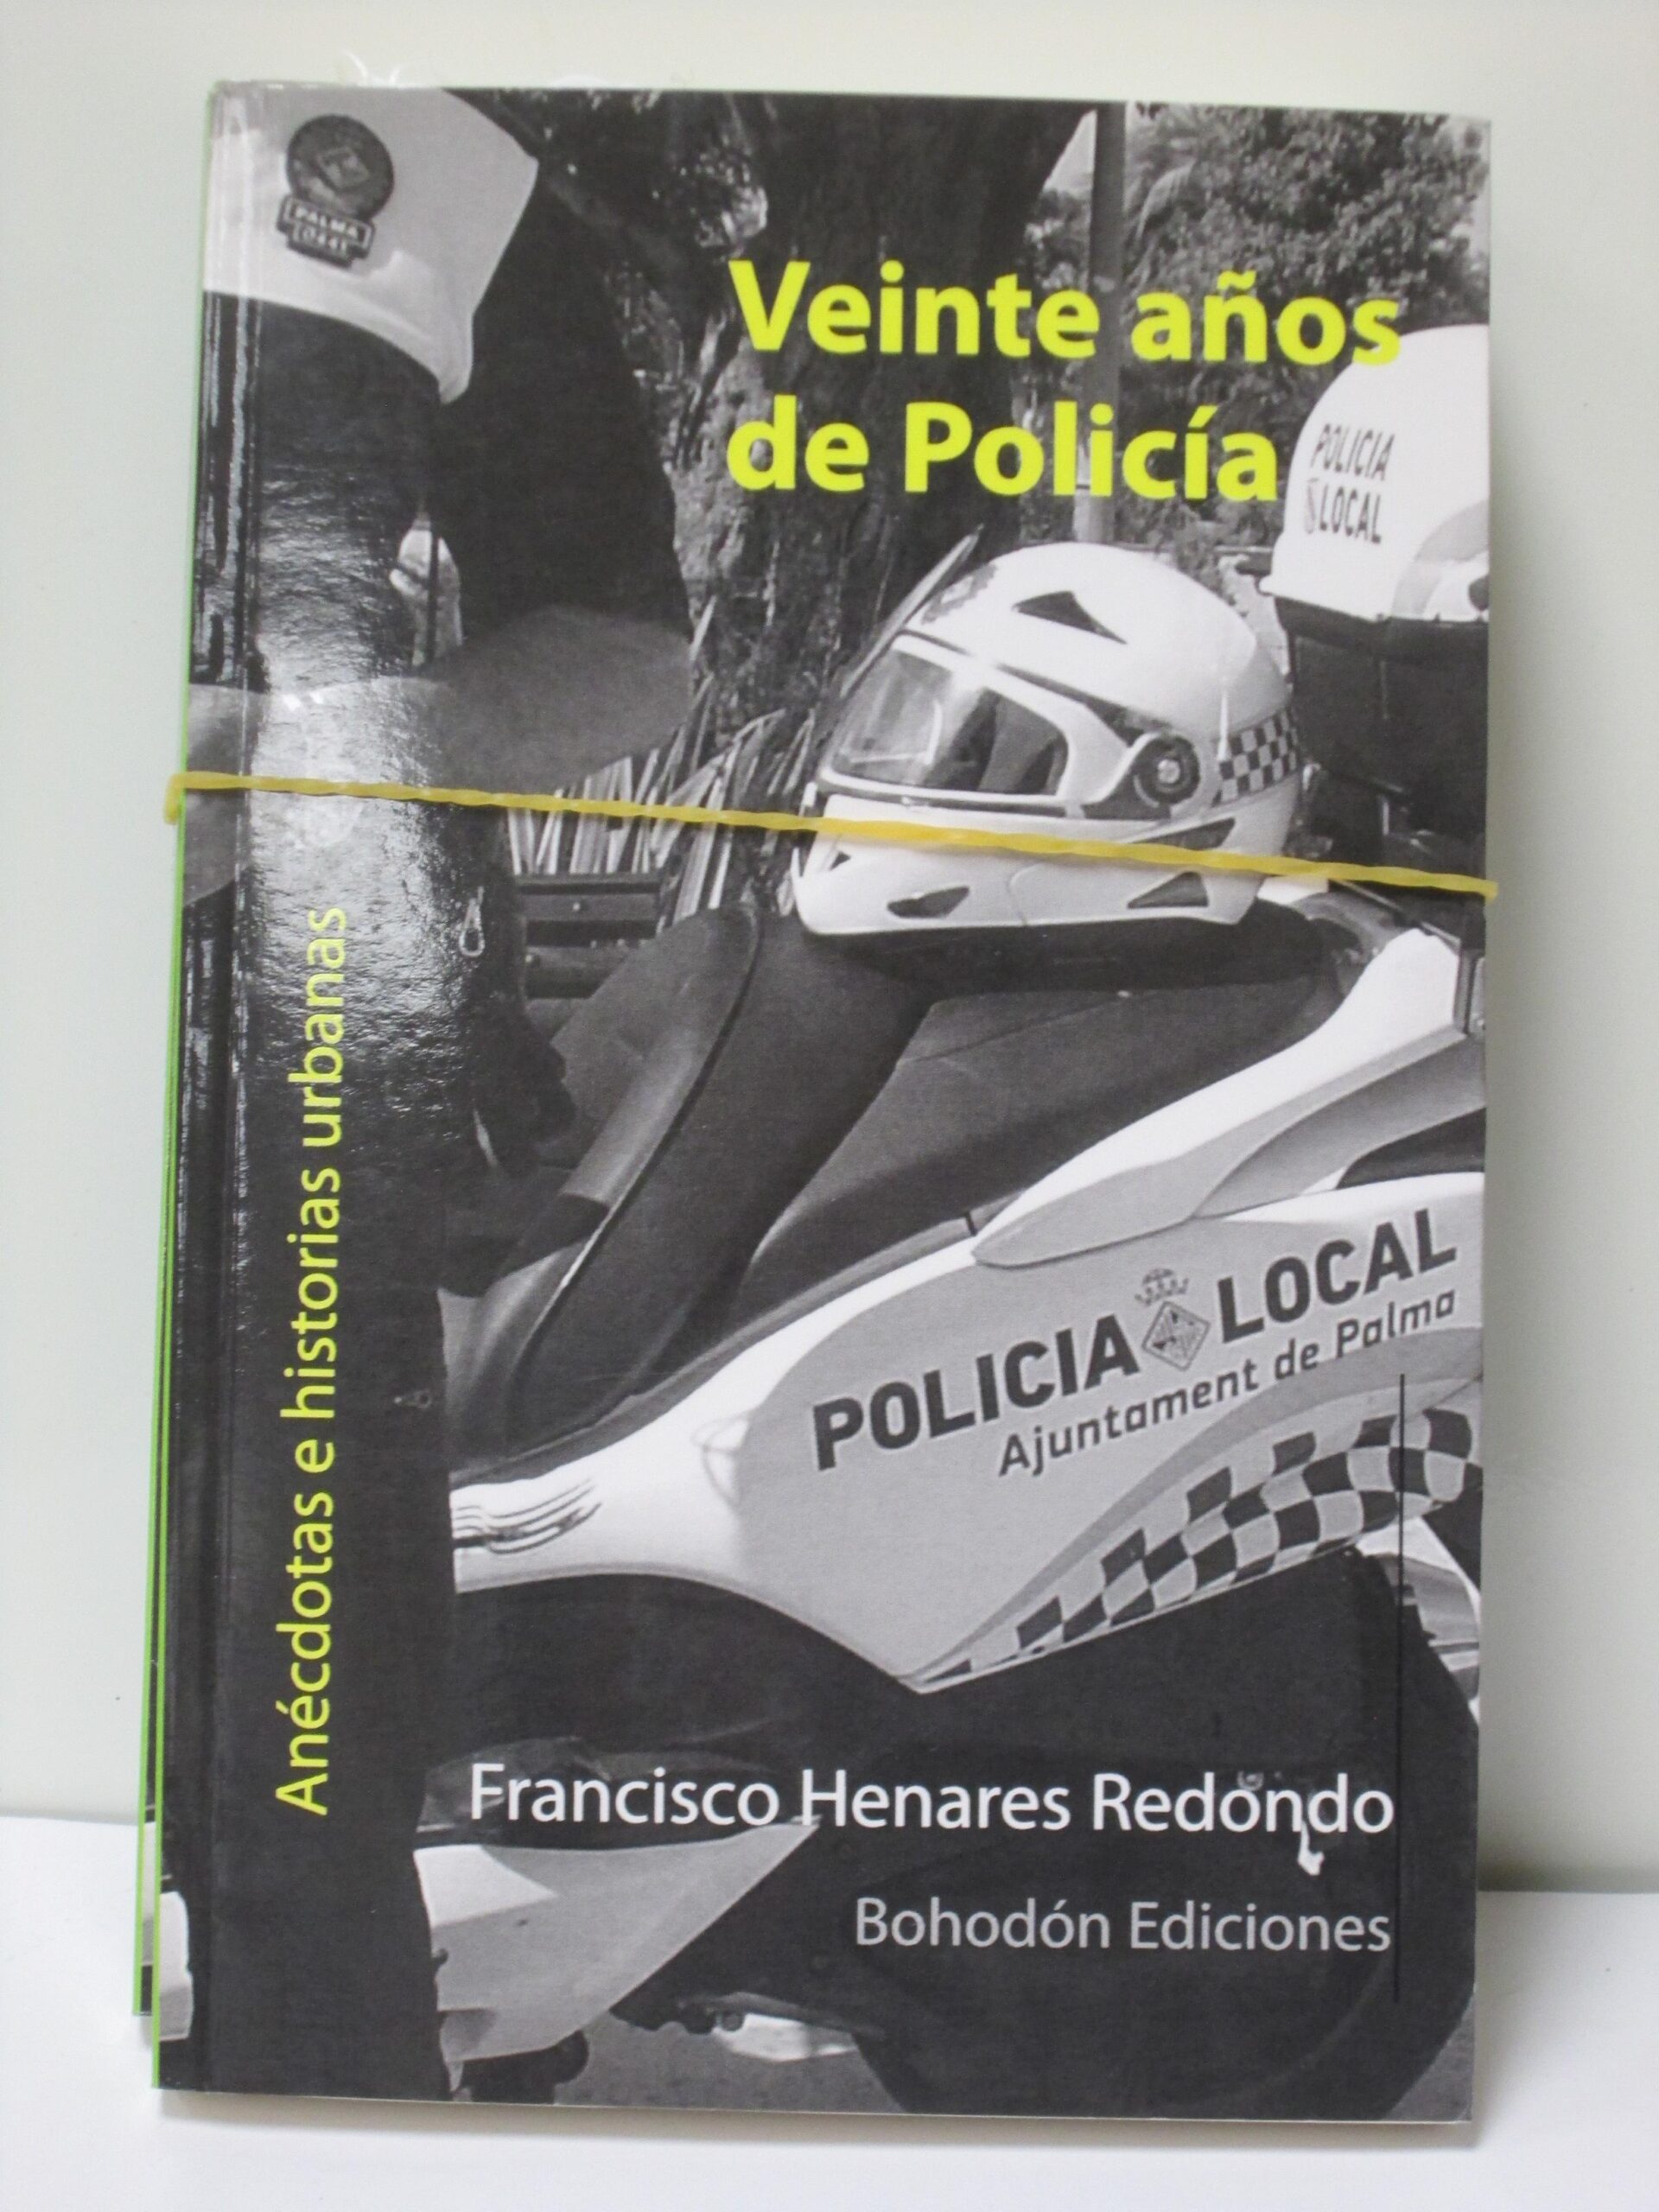 PALMA
Veinte años
de Policía
POLICIA
LOCAL
Anécdotas e historias urbanas
POLICIA LOCAL
Ajuntament de Palma
Francisco Henares Redondo
Bohodón Ediciones